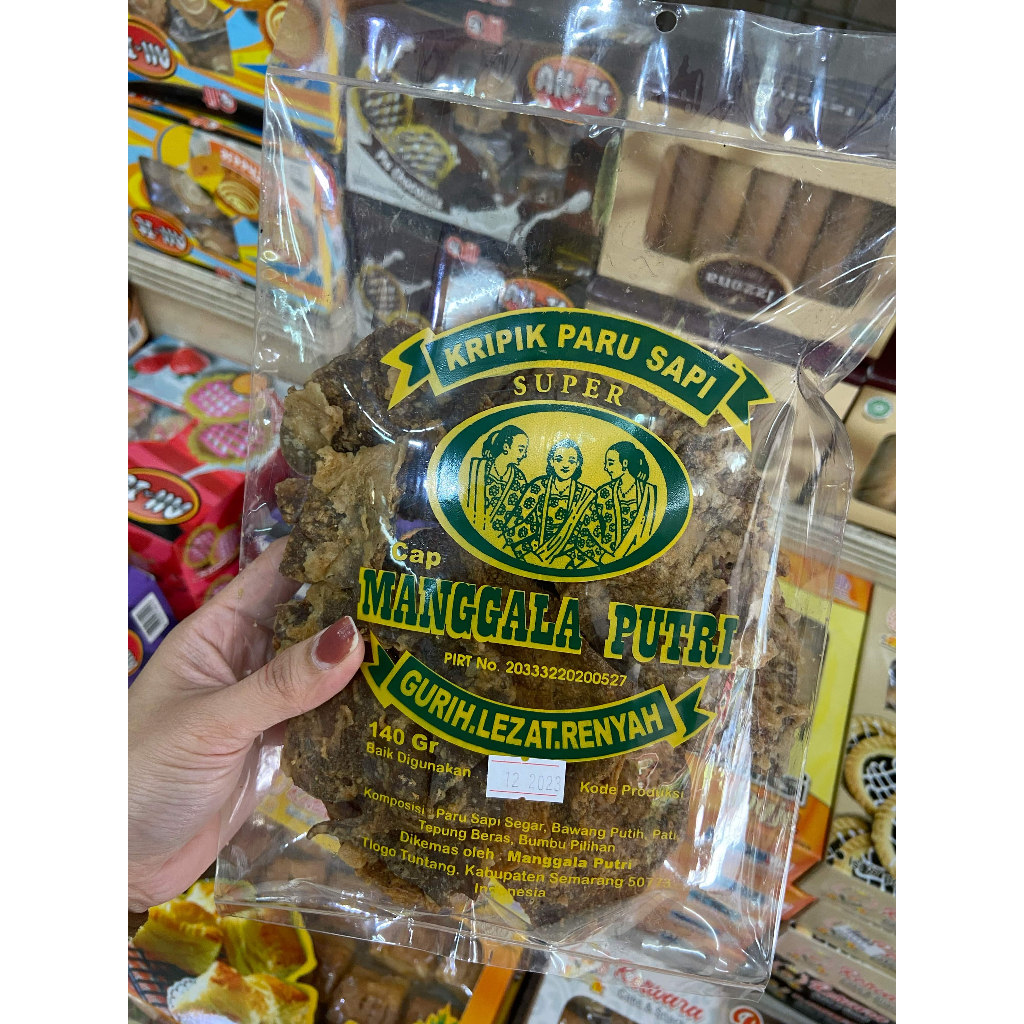 KRIPIK PARU SAPI
SUPER
Cap
MANGGALA PUTRI
PIRT No. 20333220200527
GURIH.LEZAT.RENYAH
140 Gr
Baik Digunakan
12 2023
Kode Produksi
Komposisi : Paru Sapi Segar, Bawang Putih, Pati
Tepung Beras, Bumbu Pilihan
Dikemas oleh : Manggala Putri
Tlogo Tuntang, Kabupaten Semarang 50773
Indonesia